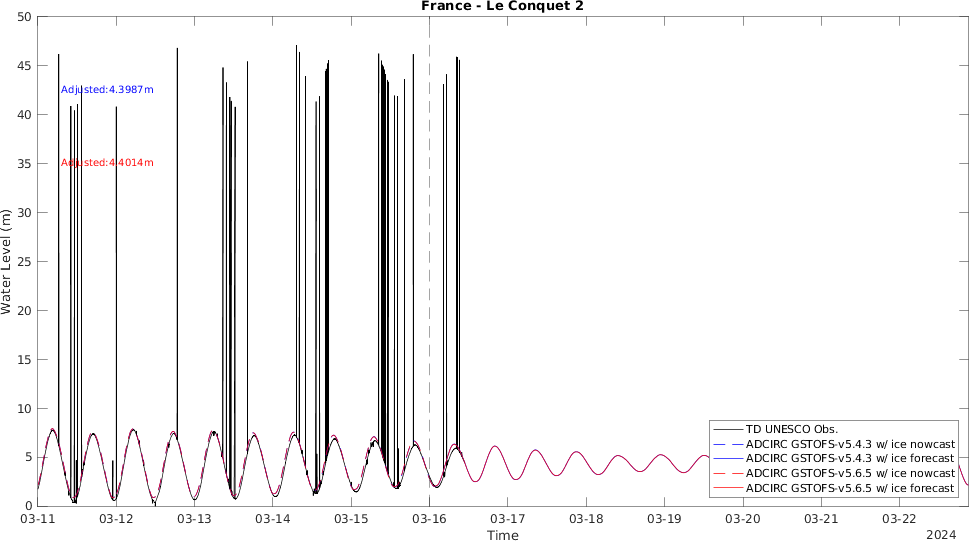 France - Le Conquet 2
50
45
40
35
30
25
20
15
10
5
0
Water Level (m)
Adjusted:4.3987m
Adjusted:4.4014m
TD UNESCO Obs.
ADCIRC GSTOFS-v5.4.3 w/ ice nowcast
ADCIRC GSTOFS-v5.4.3 w/ ice forecast
ADCIRC GSTOFS-v5.6.5 w/ ice nowcast
ADCIRC GSTOFS-v5.6.5 w/ ice forecast
03-11 03-12 03-13 03-14 03-15 03-16 03-17 03-18 03-19 03-20 03-21 03-22
Time
2024